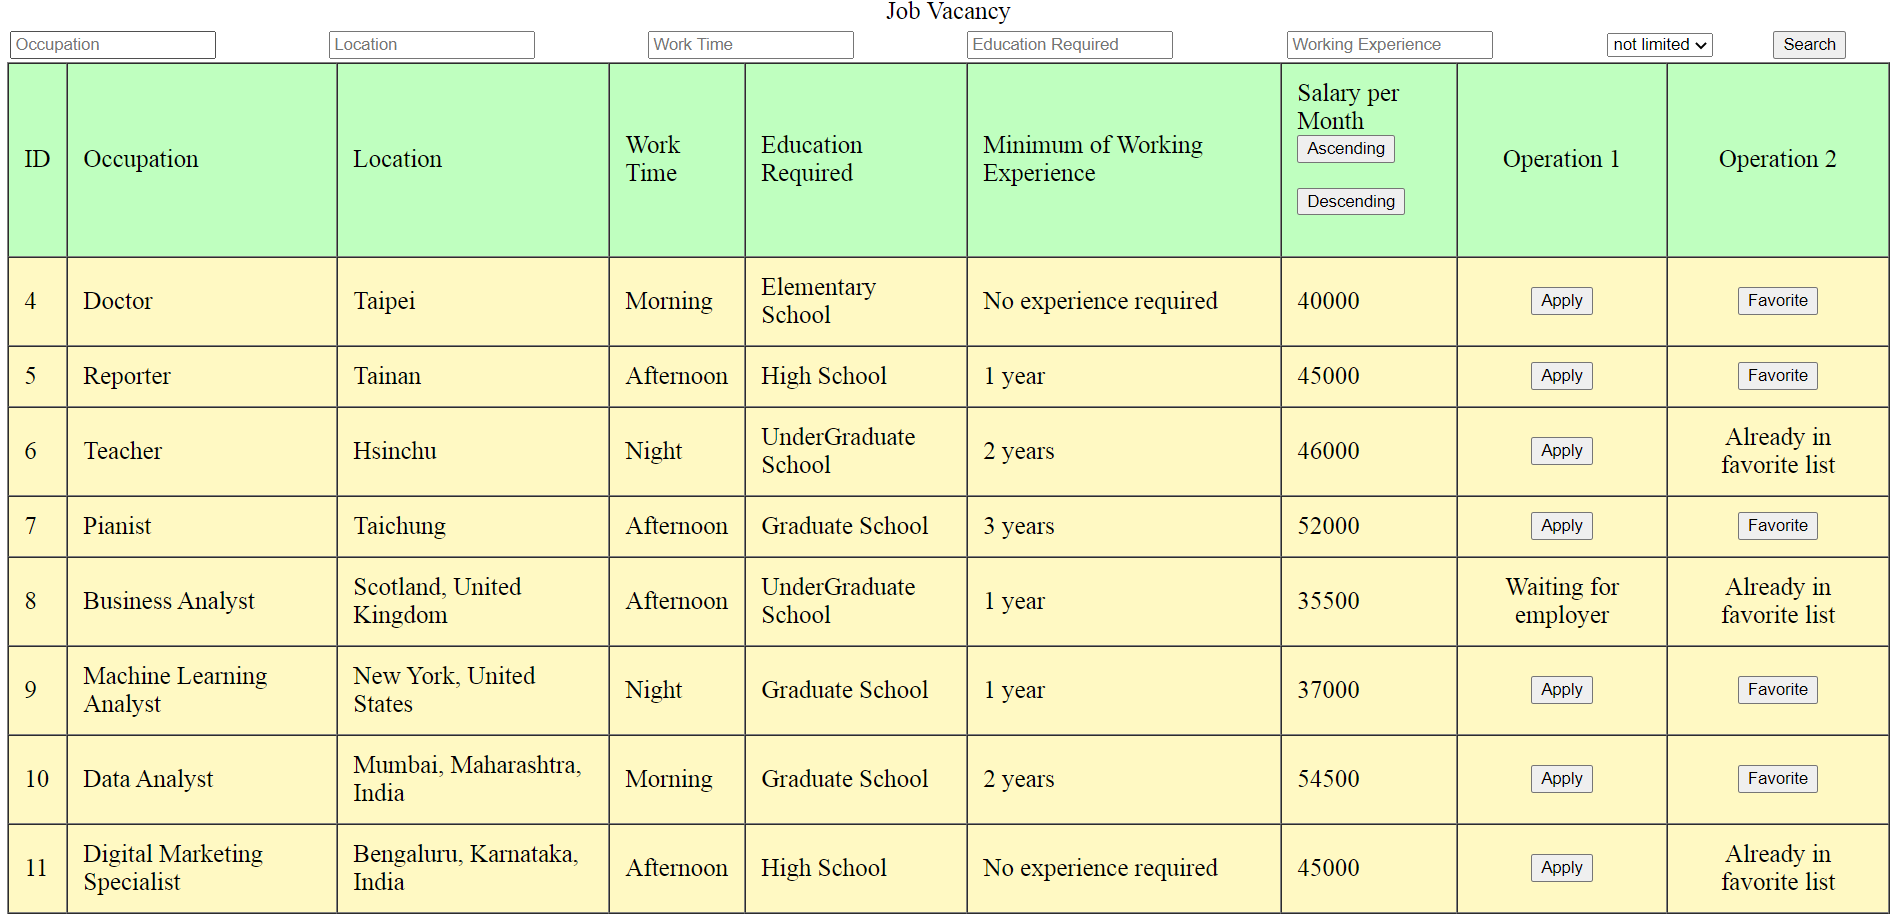 Job Vacancy
Occupation Location Work Time Education Required Working Experience not limited Search
ID Occupation Location Work Time Education Required Minimum of Working Experience Salary per Month Ascending Descending Operation 1 Operation 2
4 Doctor Taipei Morning Elementary School No experience required 40000 Apply Favorite
5 Reporter Tainan Afternoon High School 1 year 45000 Apply Favorite
6 Teacher Hsinchu Night UnderGraduate School 2 years 46000 Apply Already in favorite list
7 Pianist Taichung Afternoon Graduate School 3 years 52000 Apply Favorite
8 Business Analyst Scotland, United Kingdom Afternoon UnderGraduate School 1 year 35500 Waiting for employer Already in favorite list
9 Machine Learning Analyst New York, United States Night Graduate School 1 year 37000 Apply Favorite
10 Data Analyst Mumbai, Maharashtra, India Morning Graduate School 2 years 54500 Apply Favorite
11 Digital Marketing Specialist Bengaluru, Karnataka, India Afternoon High School No experience required 45000 Apply Already in favorite list